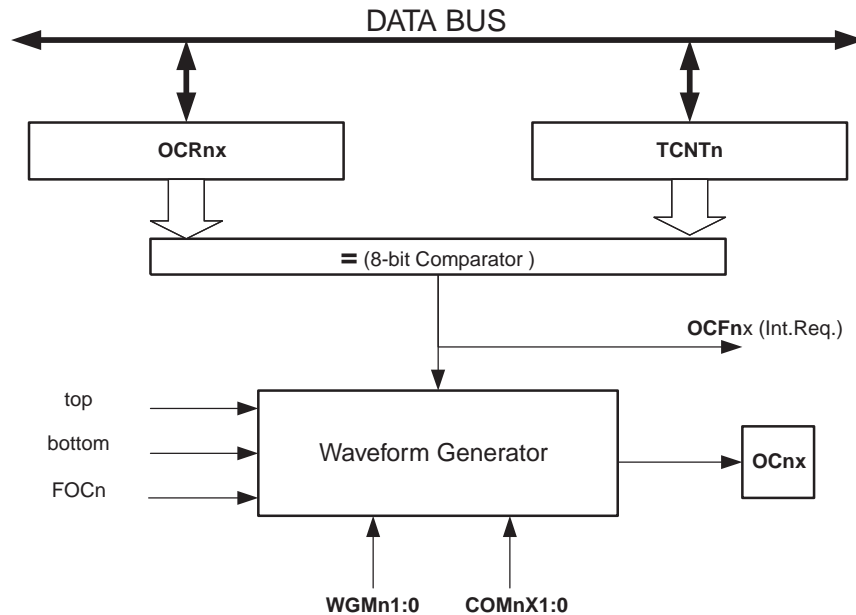 DATA BUS
OCRnx
TCNTn
= (8-bit Comparator )
OCFnx (Int.Req.)
top
bottom
FOCn
Waveform Generator
OCnx
WGMn1:0
COMnX1:0